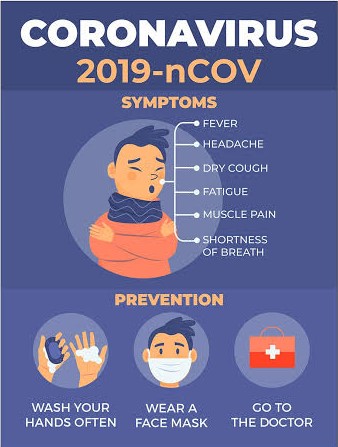 CORONAVIRUS
2019-nCOV
SYMPTOMS
FEVER
HEADACHE
DRY COUGH
FATIGUE
MUSCLE PAIN
SHORTNESS
OF BREATH
PREVENTION
WASH YOUR
HANDS OFTEN
WEAR A
FACE MASK
GO TO
THE DOCTOR